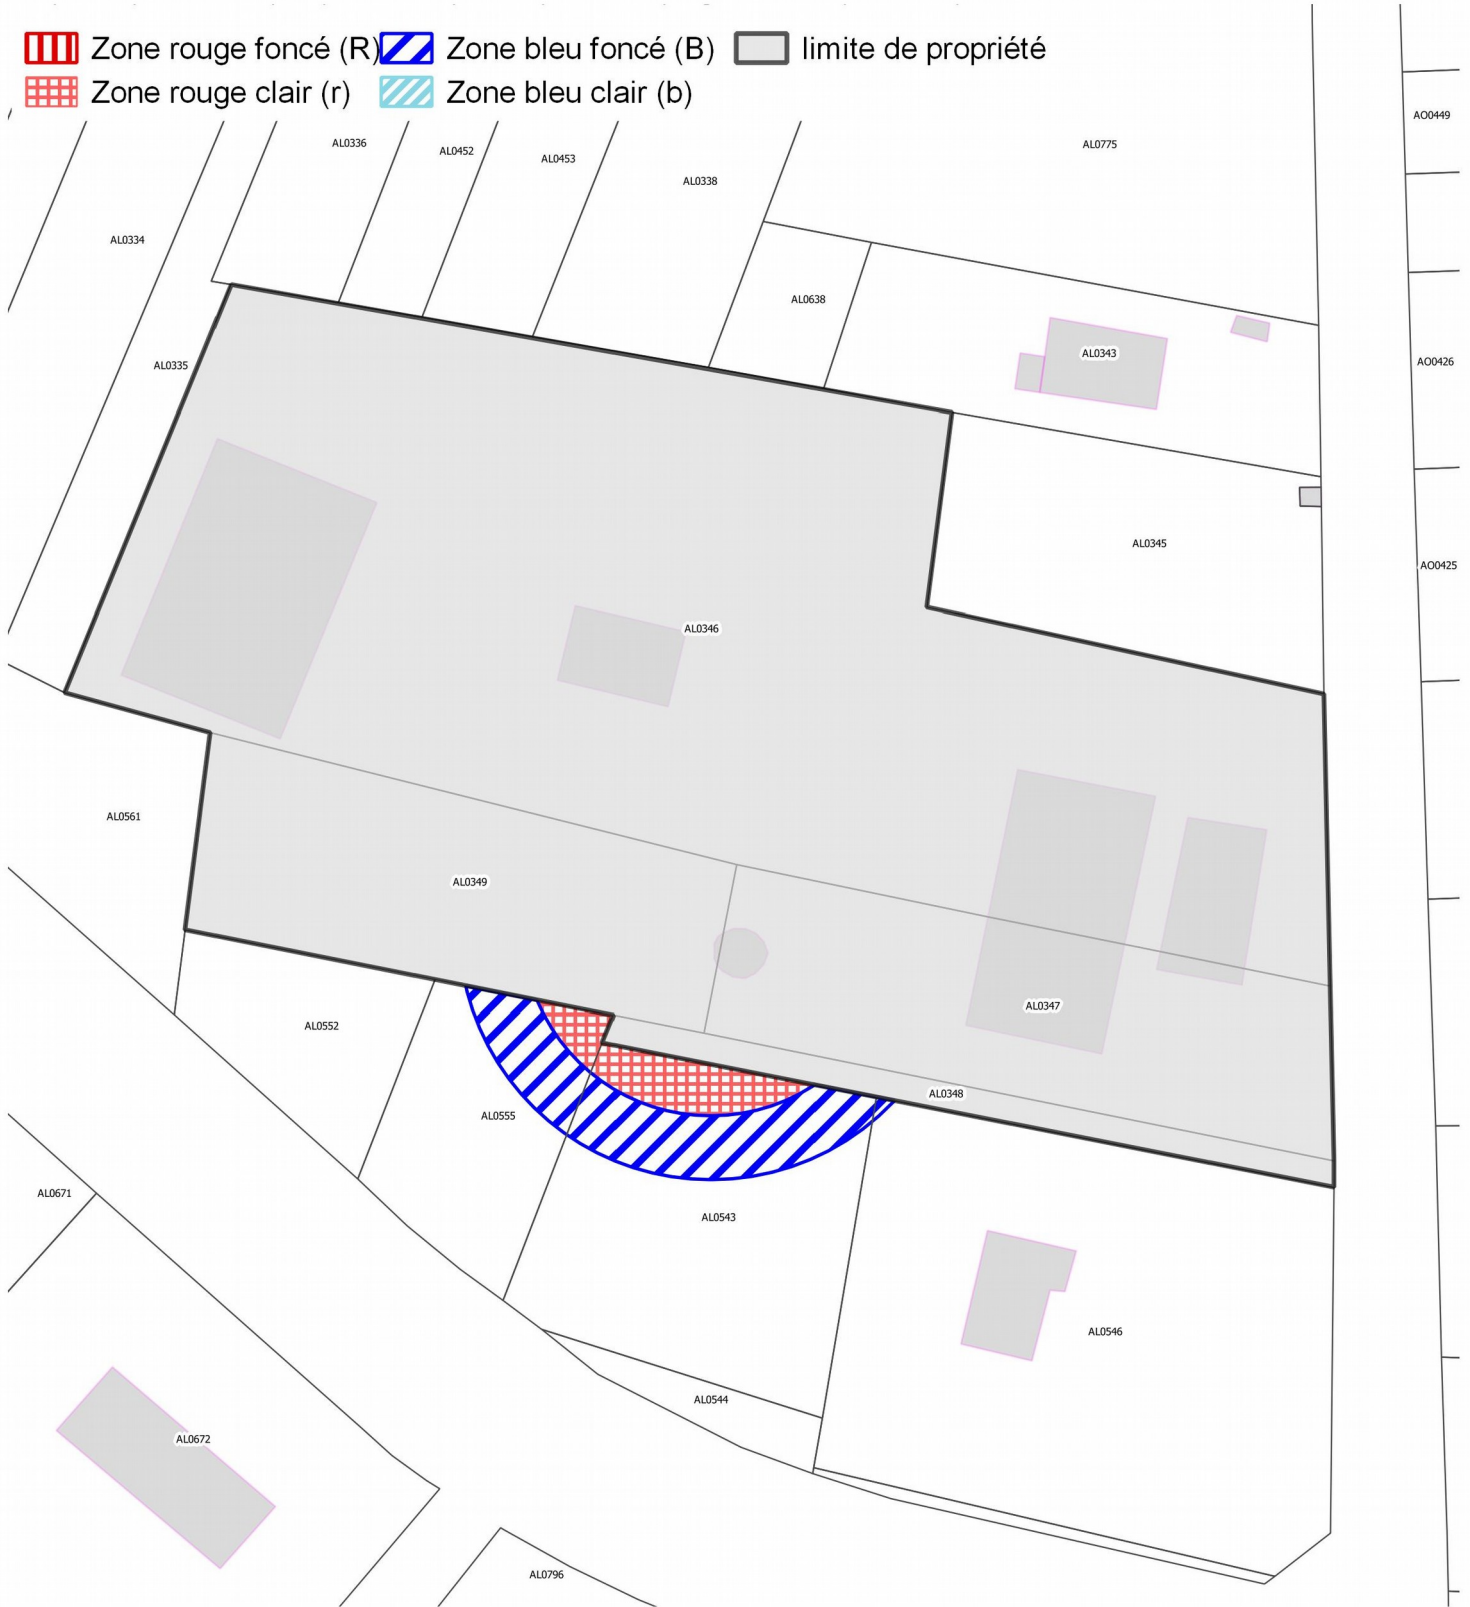 Zone rouge foncé (R) Zone bleu foncé (B) limite de propriété
Zone rouge clair (r) Zone bleu clair (b)
AO0449
AL0336
AL0452
AL0453
AL0775
AL0338
AL0334
AL0638
AL0343
AO0426
AL0335
AL0345
AO0425
AL0346
AL0561
AL0349
AL0347
AL0552
AL0348
AL0555
AL0671
AL0543
AL0546
AL0544
AL0672
AL0796